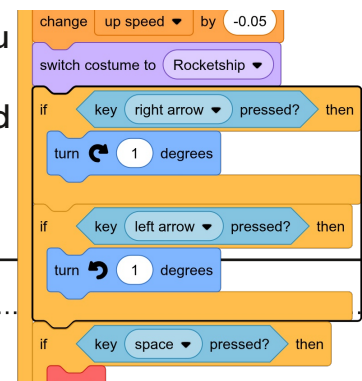 change up speed by -0.05
u
switch costume to Rocketship
if key right arrow pressed? then
d
turn 1 degrees
if key left arrow pressed? then
turn 1 degrees
...
if key space pressed? then